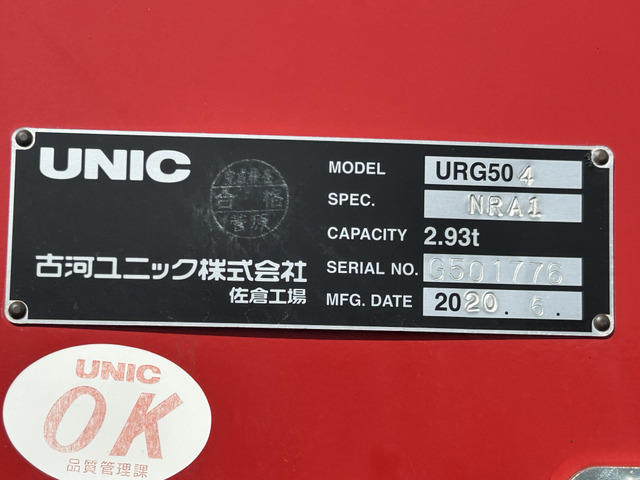 UNIC
合格
菅原
古河ユニック株式会社
佐倉工場
MODEL URG504
SPEC. NRA1
CAPACITY 2.93t
SERIAL NO. G501776
MFG. DATE 2020.6.
UNIC
OK
品質管理課